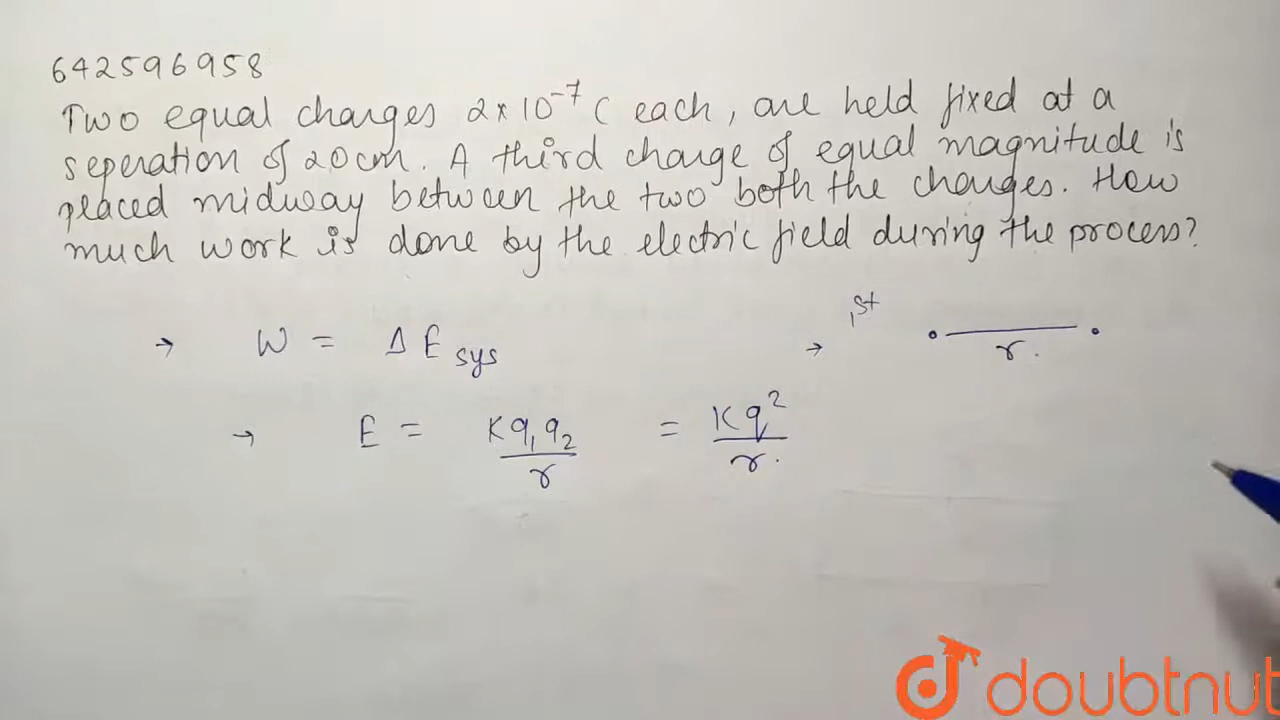 642596958
Two equal charges 2×10⁻⁷ C each, are held fixed at a
seperation of 20cm. A third charge of equal magnitude is
placed midway between the two both the charges. How
much work is done by the electric field during the process?
→ W = Δ E sys
→ 1st r.
→ E = Kq₁q₂/r = Kq²/r.
doubtnut